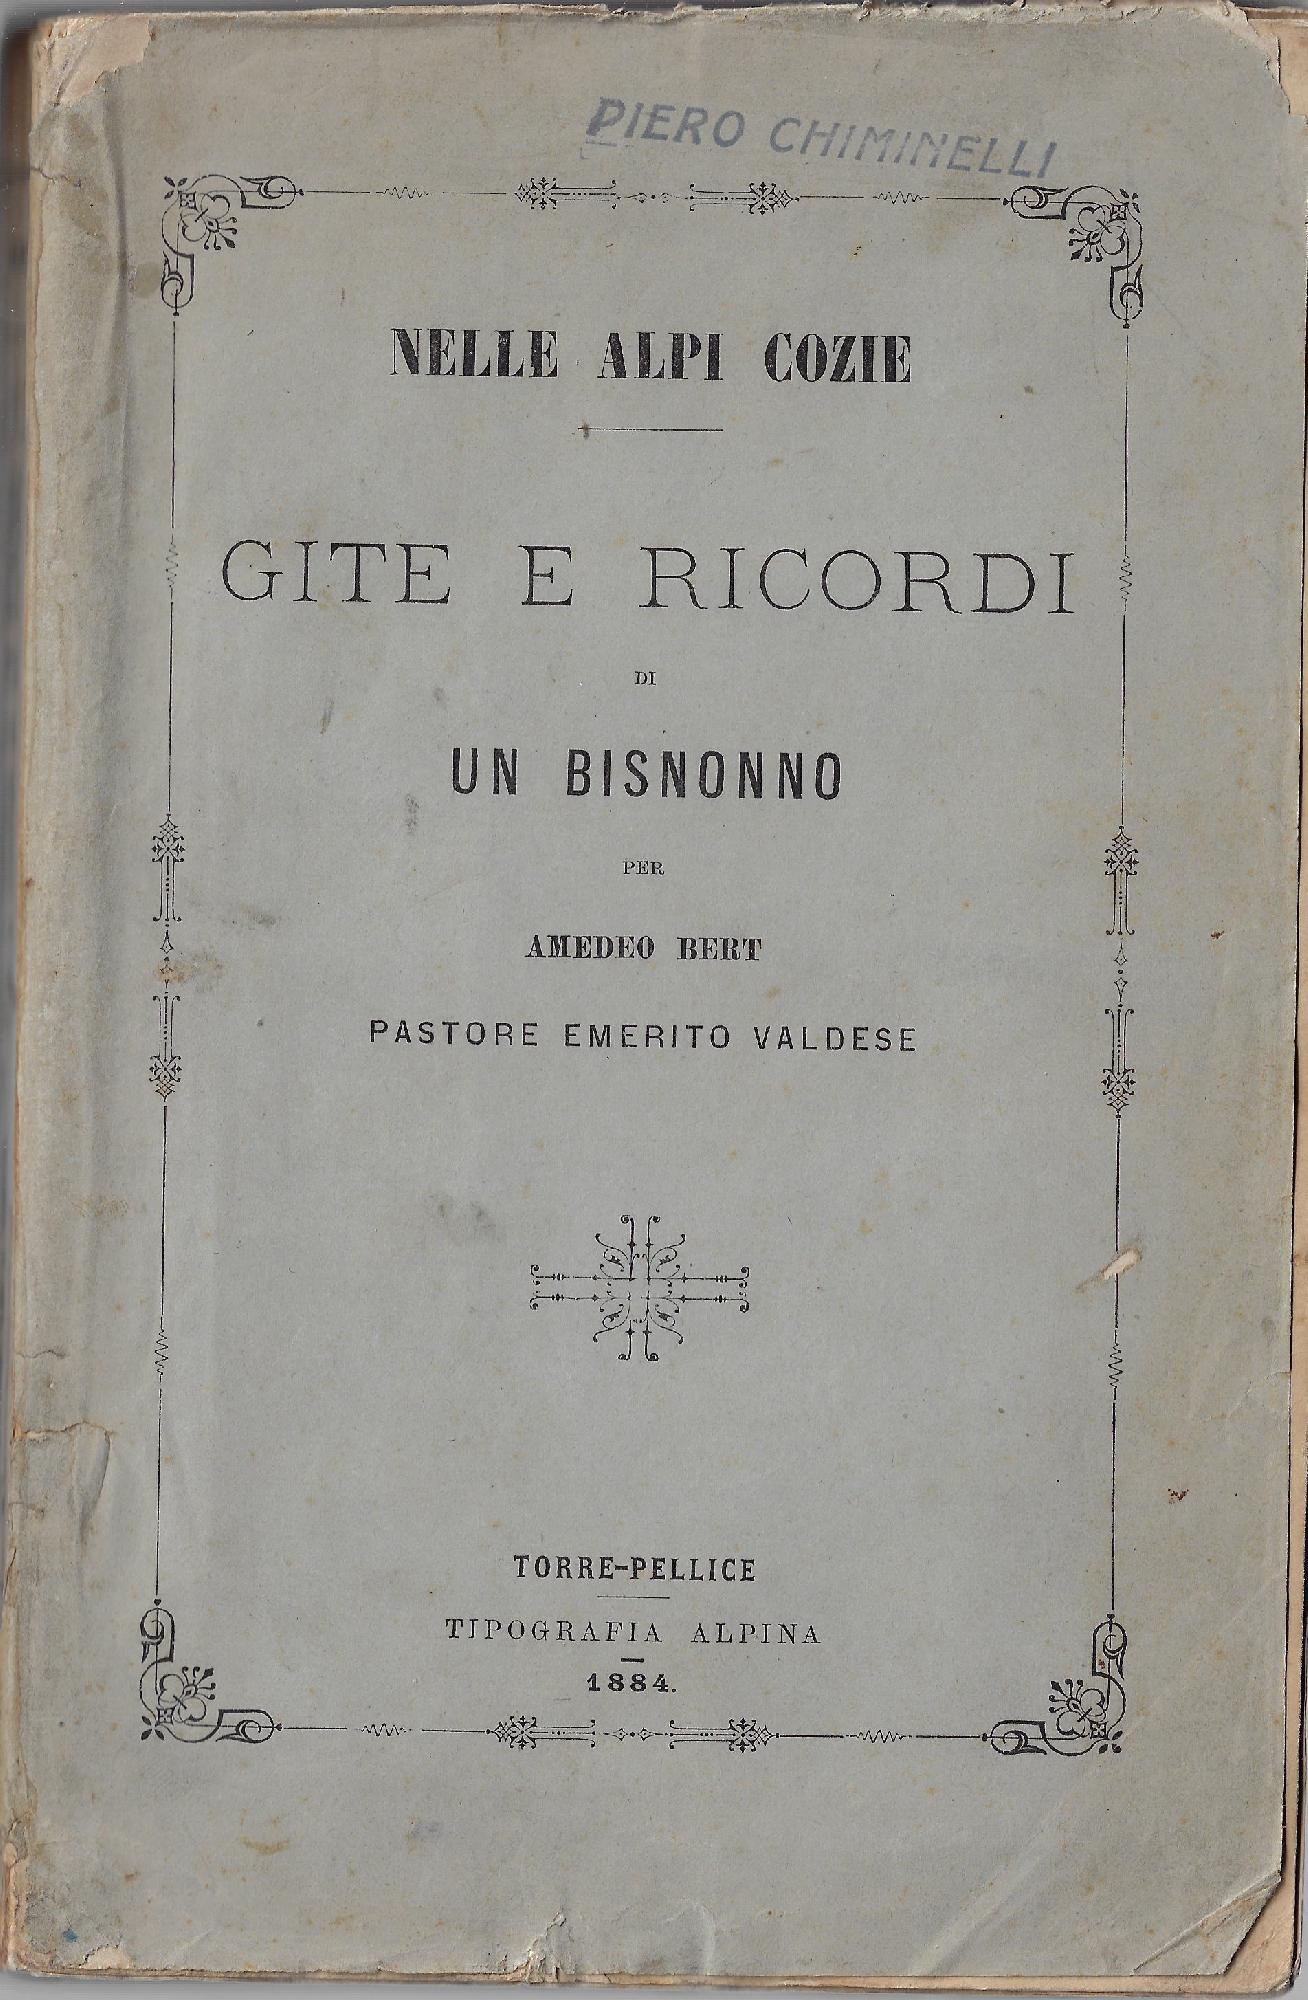 PIERO CHIMINELLI
NELLE ALPI COZIE
GITE E RICORDI
DI
UN BISNONNO
PER
AMEDEO BERT
PASTORE EMERITO VALDESE
TORRE-PELLICE
TIPOGRAFIA ALPINA
1884.